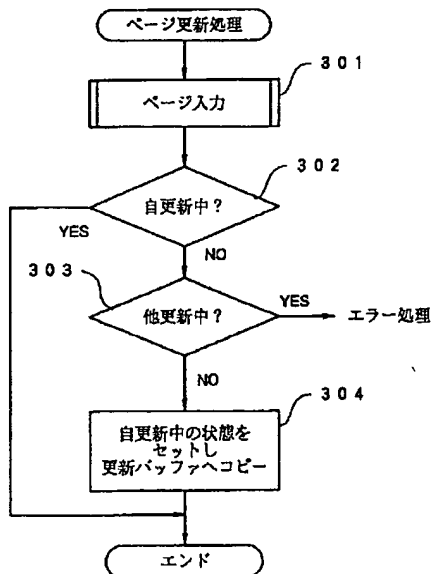 ページ更新処理
301
ページ入力
302
自更新中?
YES
NO
303
他更新中?
YES
エラー処理
NO
304
自更新中の状態を
セットし
更新バッファへコピー
エンド